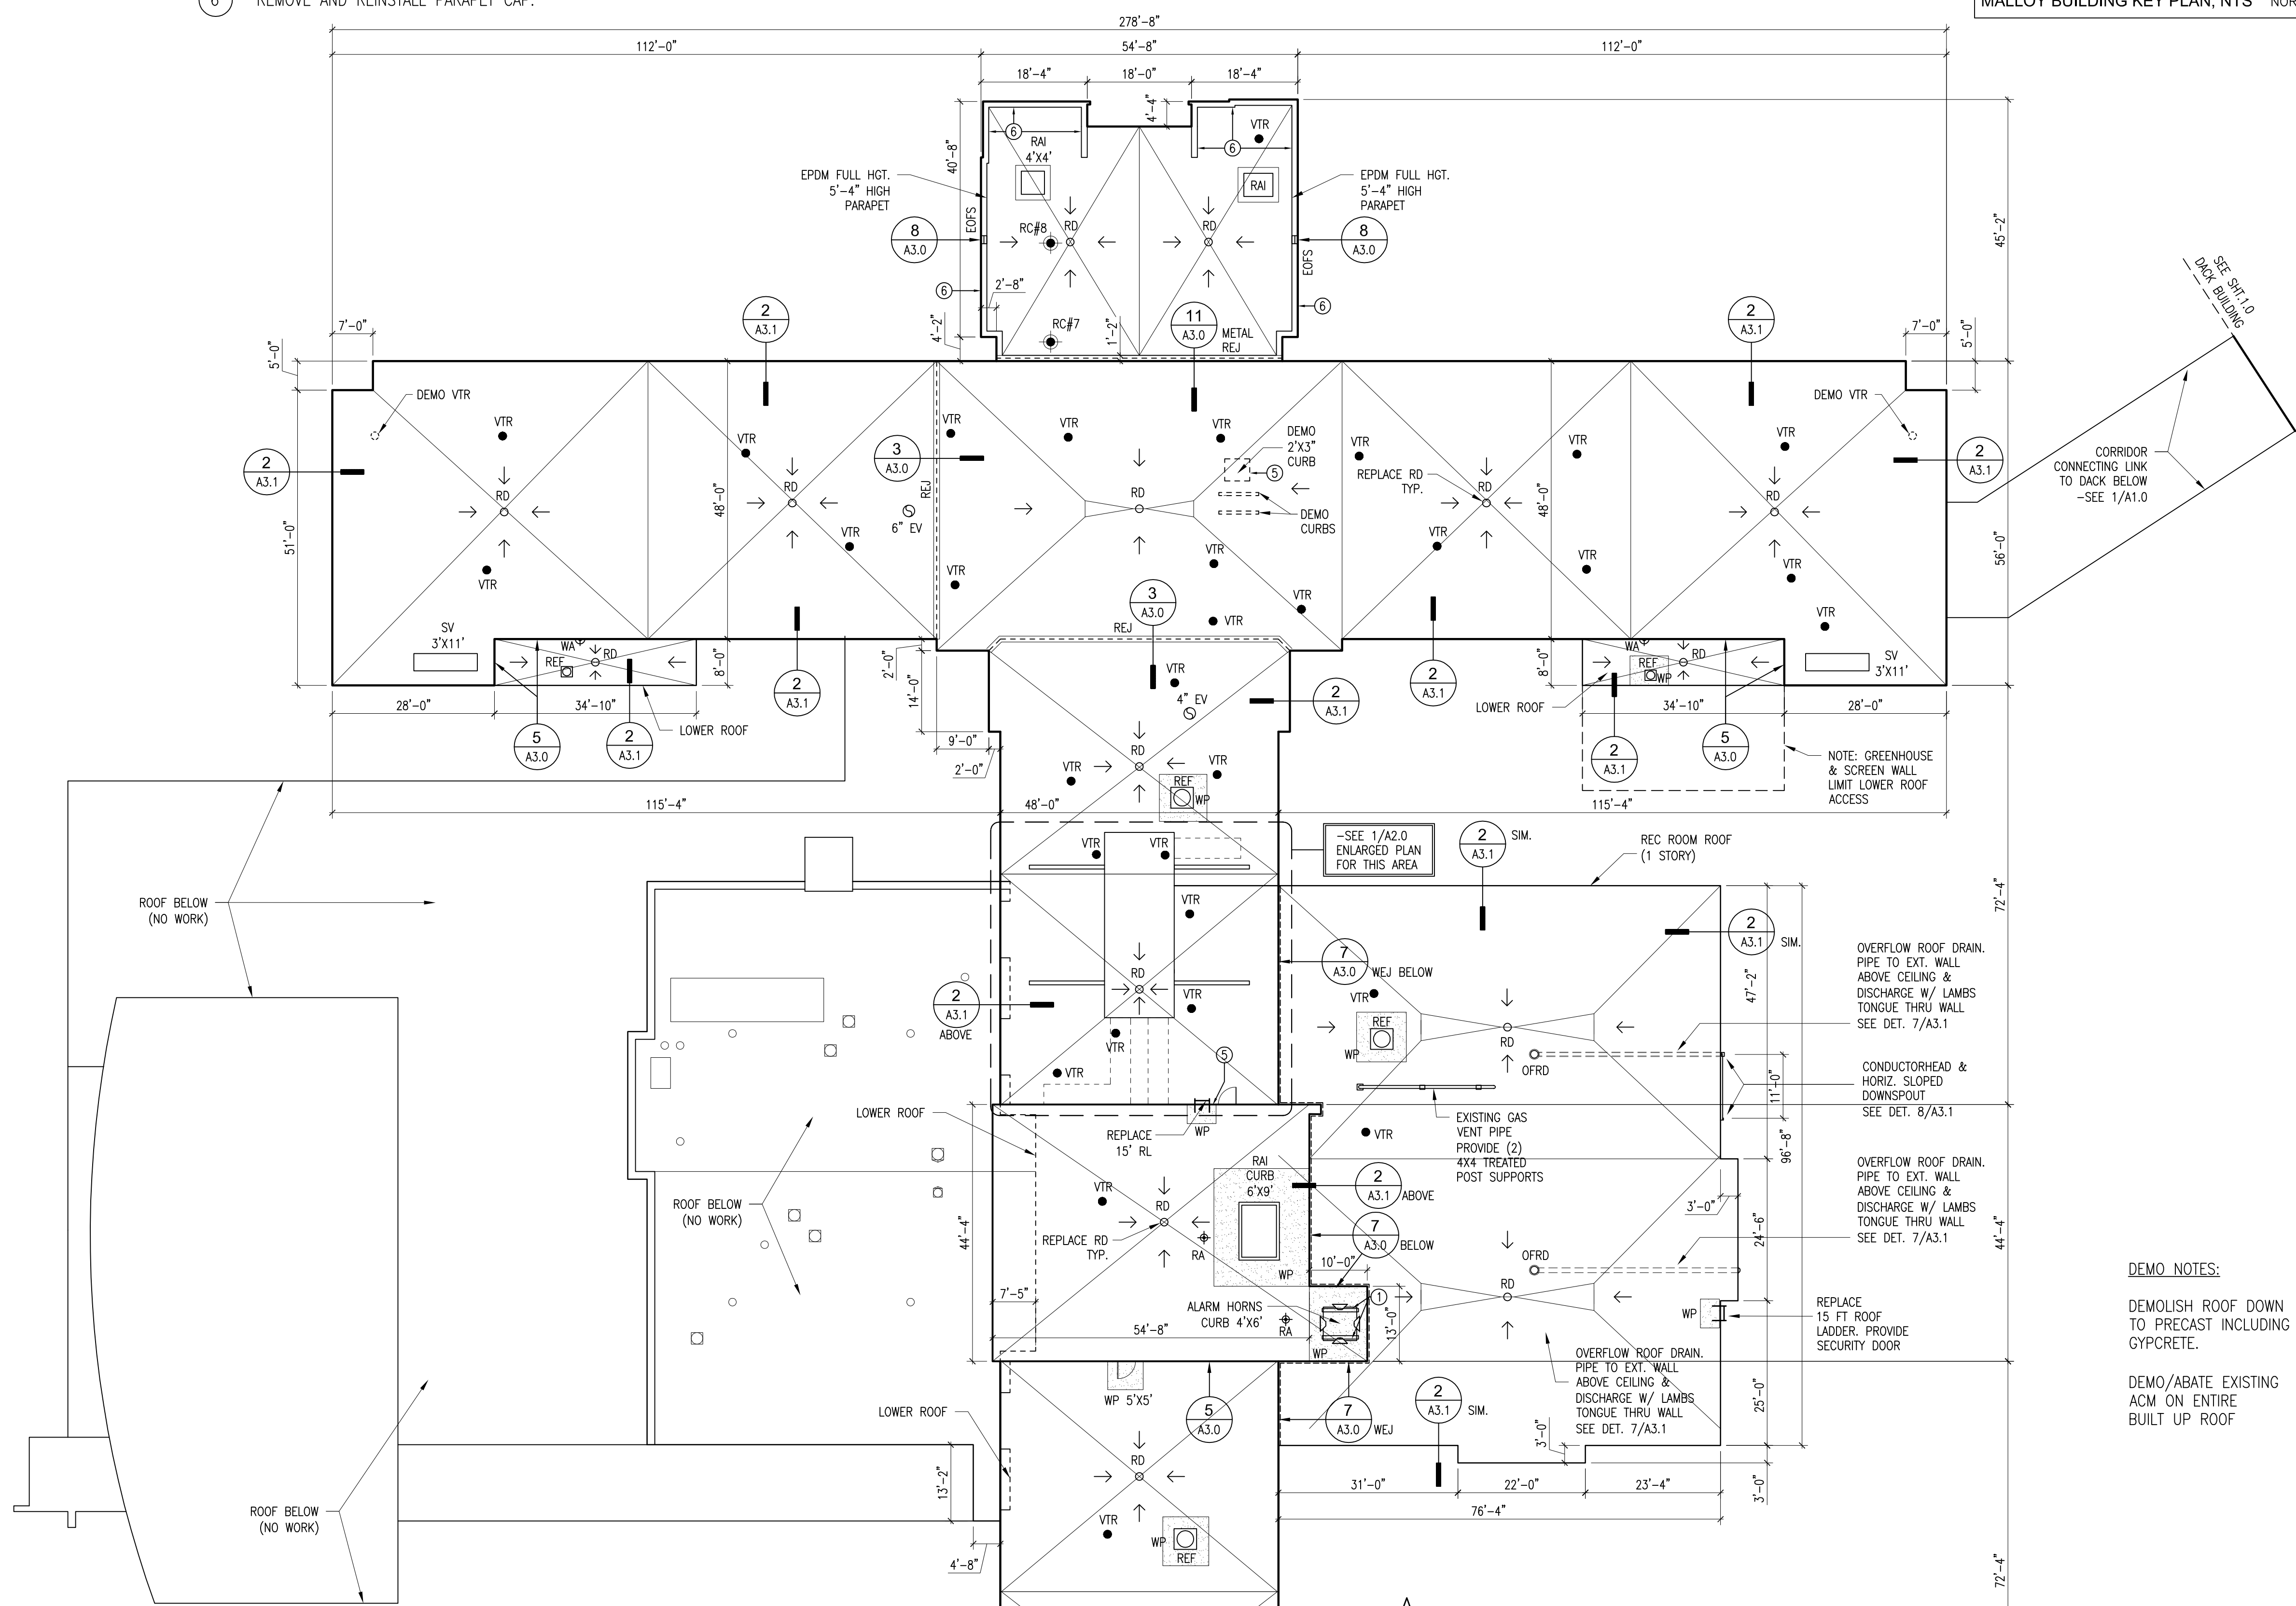 6 REMOVE AND REINSTALL PARAPET CAP.
MALLOY BUILDING KEY PLAN, NTS
278'-8"
112'-0"
54'-8"
112'-0"
18'-4"
18'-0"
18'-4"
4'-4"
40'-8"
6
RAI
4'X4'
VTR
6
RAI
EPDM FULL HGT.
5'-4" HIGH
PARAPET
EPDM FULL HGT.
5'-4" HIGH
PARAPET
EOFS
EOFS
8
A3.0
8
A3.0
RC#8
RD
RD
45'-2"
6
2'-8"
6
RC#7
4'-2"
1'-2"
11
A3.0
METAL
REJ
SEE SHT.1.0
DACK BUILDING
7'-0"
5'-0"
2
A3.1
2
A3.1
7'-0"
5'-0"
DEMO VTR
DEMO VTR
VTR
VTR
VTR
VTR
VTR
VTR
VTR
VTR
3
A3.0
DEMO
2'X3"
CURB
5
2
A3.1
2
A3.1
REPLACE RD
TYP.
CORRIDOR
CONNECTING LINK
TO DACK BELOW
-SEE 1/A1.0
RD
RD
RD
RD
RD
48'-0"
REJ
6" EV
DEMO
CURBS
48'-0"
51'-0"
56'-0"
VTR
VTR
VTR
VTR
VTR
VTR
VTR
VTR
VTR
VTR
3
A3.0
REJ
VTR
SV
3'X11'
WA
REF
RD
8'-0"
2
A3.1
2'-0"
14'-0"
VTR
4" EV
2
A3.1
2
A3.1
8'-0"
WA
REF
WP
RD
SV
3'X11'
28'-0"
34'-10"
LOWER ROOF
5
A3.0
2
A3.1
LOWER ROOF
34'-10"
28'-0"
2
A3.1
5
A3.0
NOTE: GREENHOUSE
& SCREEN WALL
LIMIT LOWER ROOF
ACCESS
9'-0"
2'-0"
RD
VTR
VTR
REF
WP
115'-4"
48'-0"
115'-4"
-SEE 1/A2.0
ENLARGED PLAN
FOR THIS AREA
2
A3.1
SIM.
REC ROOM ROOF
(1 STORY)
VTR
VTR
ROOF BELOW
(NO WORK)
VTR
72'-4"
2
A3.1
SIM.
7
A3.0
WEJ BELOW
OVERFLOW ROOF DRAIN.
PIPE TO EXT. WALL
ABOVE CEILING &
DISCHARGE W/ LAMBS
TONGUE THRU WALL
SEE DET. 7/A3.1
RD
2
A3.1
ABOVE
VTR
VTR
REF
WP
47'-2"
RD
OFRD
VTR
VTR
5
CONDUCTORHEAD &
HORIZ. SLOPED
DOWNSPOUT
SEE DET. 8/A3.1
11'-0"
96'-8"
LOWER ROOF
REPLACE
15' RL
WP
VTR
EXISTING GAS
VENT PIPE
PROVIDE (2)
4X4 TREATED
POST SUPPORTS
RAI
CURB
6'X9'
2
A3.1
ABOVE
OVERFLOW ROOF DRAIN.
PIPE TO EXT. WALL
ABOVE CEILING &
DISCHARGE W/ LAMBS
TONGUE THRU WALL
SEE DET. 7/A3.1
ROOF BELOW
(NO WORK)
VTR
RD
REPLACE RD
TYP.
RA
44'-4"
7
A3.0
BELOW
3'-0"
24'-6"
44'-4"
OFRD
RD
WP
10'-0"
7'-5"
ALARM HORNS
CURB 4'X6'
RA
1
WP
13'-0"
54'-8"
WP
REPLACE
15 FT ROOF
LADDER. PROVIDE
SECURITY DOOR
DEMO NOTES:
DEMOLISH ROOF DOWN
TO PRECAST INCLUDING
GYPCRETE.
DEMO/ABATE EXISTING
ACM ON ENTIRE
BUILT UP ROOF
OVERFLOW ROOF DRAIN.
PIPE TO EXT. WALL
ABOVE CEILING &
DISCHARGE W/ LAMBS
TONGUE THRU WALL
SEE DET. 7/A3.1
LOWER ROOF
WP 5'X5'
5
A3.0
7
A3.0
WEJ
2
A3.1
SIM.
25'-0"
3'-0"
RD
13'-2"
31'-0"
22'-0"
23'-4"
3'-0"
76'-4"
ROOF BELOW
(NO WORK)
VTR
WP
REF
4'-8"
72'-4"